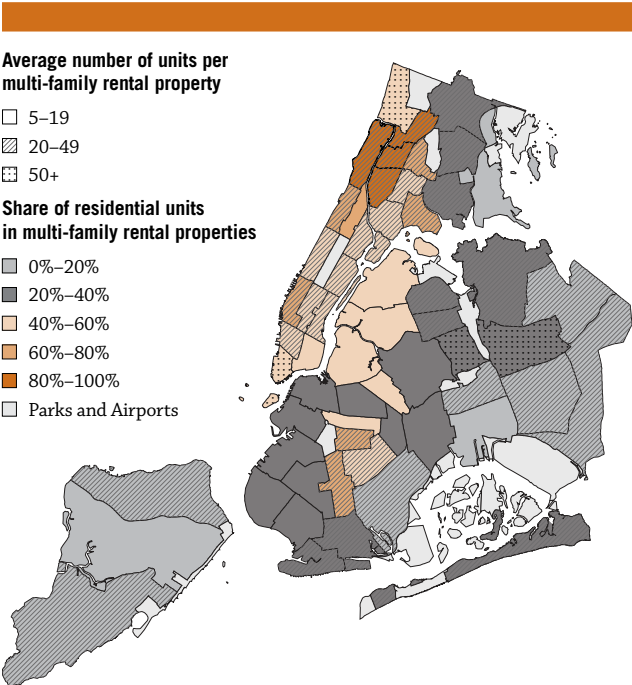 Average number of units per
multi-family rental property
5–19
20–49
50+
Share of residential units
in multi-family rental properties
0%–20%
20%–40%
40%–60%
60%–80%
80%–100%
Parks and Airports